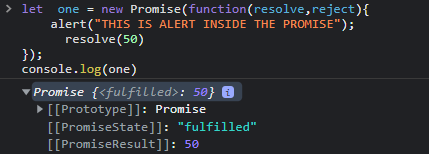 > let  one = new Promise(function(resolve,reject){
    alert("THIS IS ALERT INSIDE THE PROMISE");
      resolve(50)
});
console.log(one)
▼ Promise {<fulfilled>: 50} i
▶ [[Prototype]]: Promise
[[PromiseState]]: "fulfilled"
[[PromiseResult]]: 50